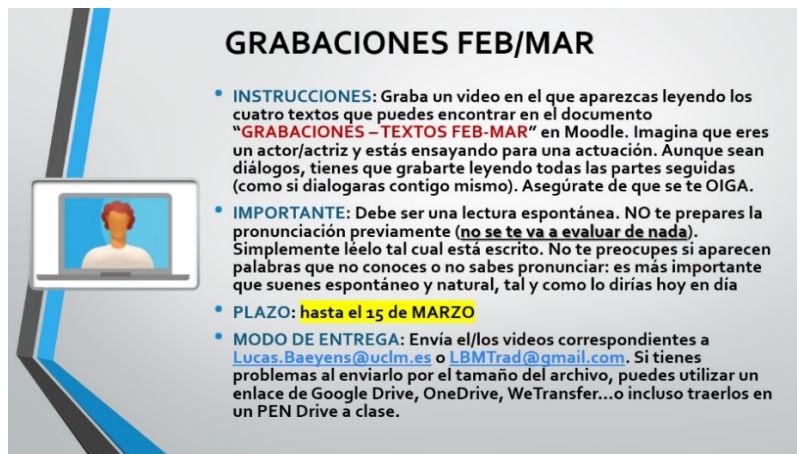 GRABACIONES FEB/MAR
• INSTRUCCIONES: Graba un video en el que aparezcas leyendo los
cuatro textos que puedes encontrar en el documento
“GRABACIONES – TEXTOS FEB-MAR” en Moodle. Imagina que eres
un actor/actriz y estás ensayando para una actuación. Aunque sean
diálogos, tienes que grabarte leyendo todas las partes seguidas
(como si dialogaras contigo mismo). Asegúrate de que se te OIGA.
• IMPORTANTE: Debe ser una lectura espontánea. NO te prepares la
pronunciación previamente (no se te va a evaluar de nada).
Simplemente léelo tal cual está escrito. No te preocupes si aparecen
palabras que no conoces o no sabes pronunciar: es más importante
que suenes espontáneo y natural, tal y como lo dirías hoy en día
• PLAZO: hasta el 15 de MARZO
• MODO DE ENTREGA: Envía el/los videos correspondientes a
Lucas.Baeyens@uclm.es o LBMTrad@gmail.com. Si tienes
problemas al enviarlo por el tamaño del archivo, puedes utilizar un
enlace de Google Drive, OneDrive, WeTransfer...o incluso traerlos en
un PEN Drive a clase.